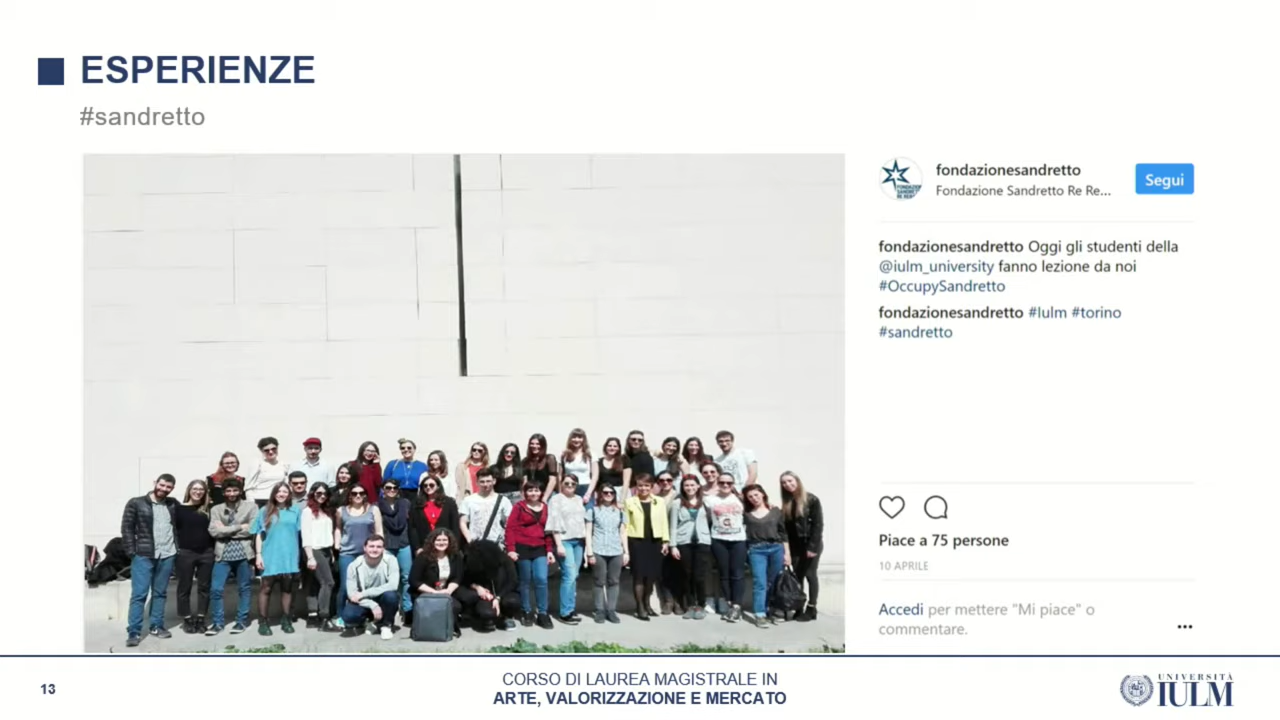 ESPERIENZE
#sandretto
fondazionesandretto
Fondazione Sandretto Re Re...
Segui
fondazionesandretto Oggi gli studenti della
@iulm_university fanno lezione da noi
#OccupySandretto
fondazionesandretto #Iulm #torino
#sandretto
Piace a 75 persone
10 APRILE
Accedi per mettere "Mi piace" o
commentare.
13
CORSO DI LAUREA MAGISTRALE IN
ARTE, VALORIZZAZIONE E MERCATO
UNIVERSITÀ
IULM